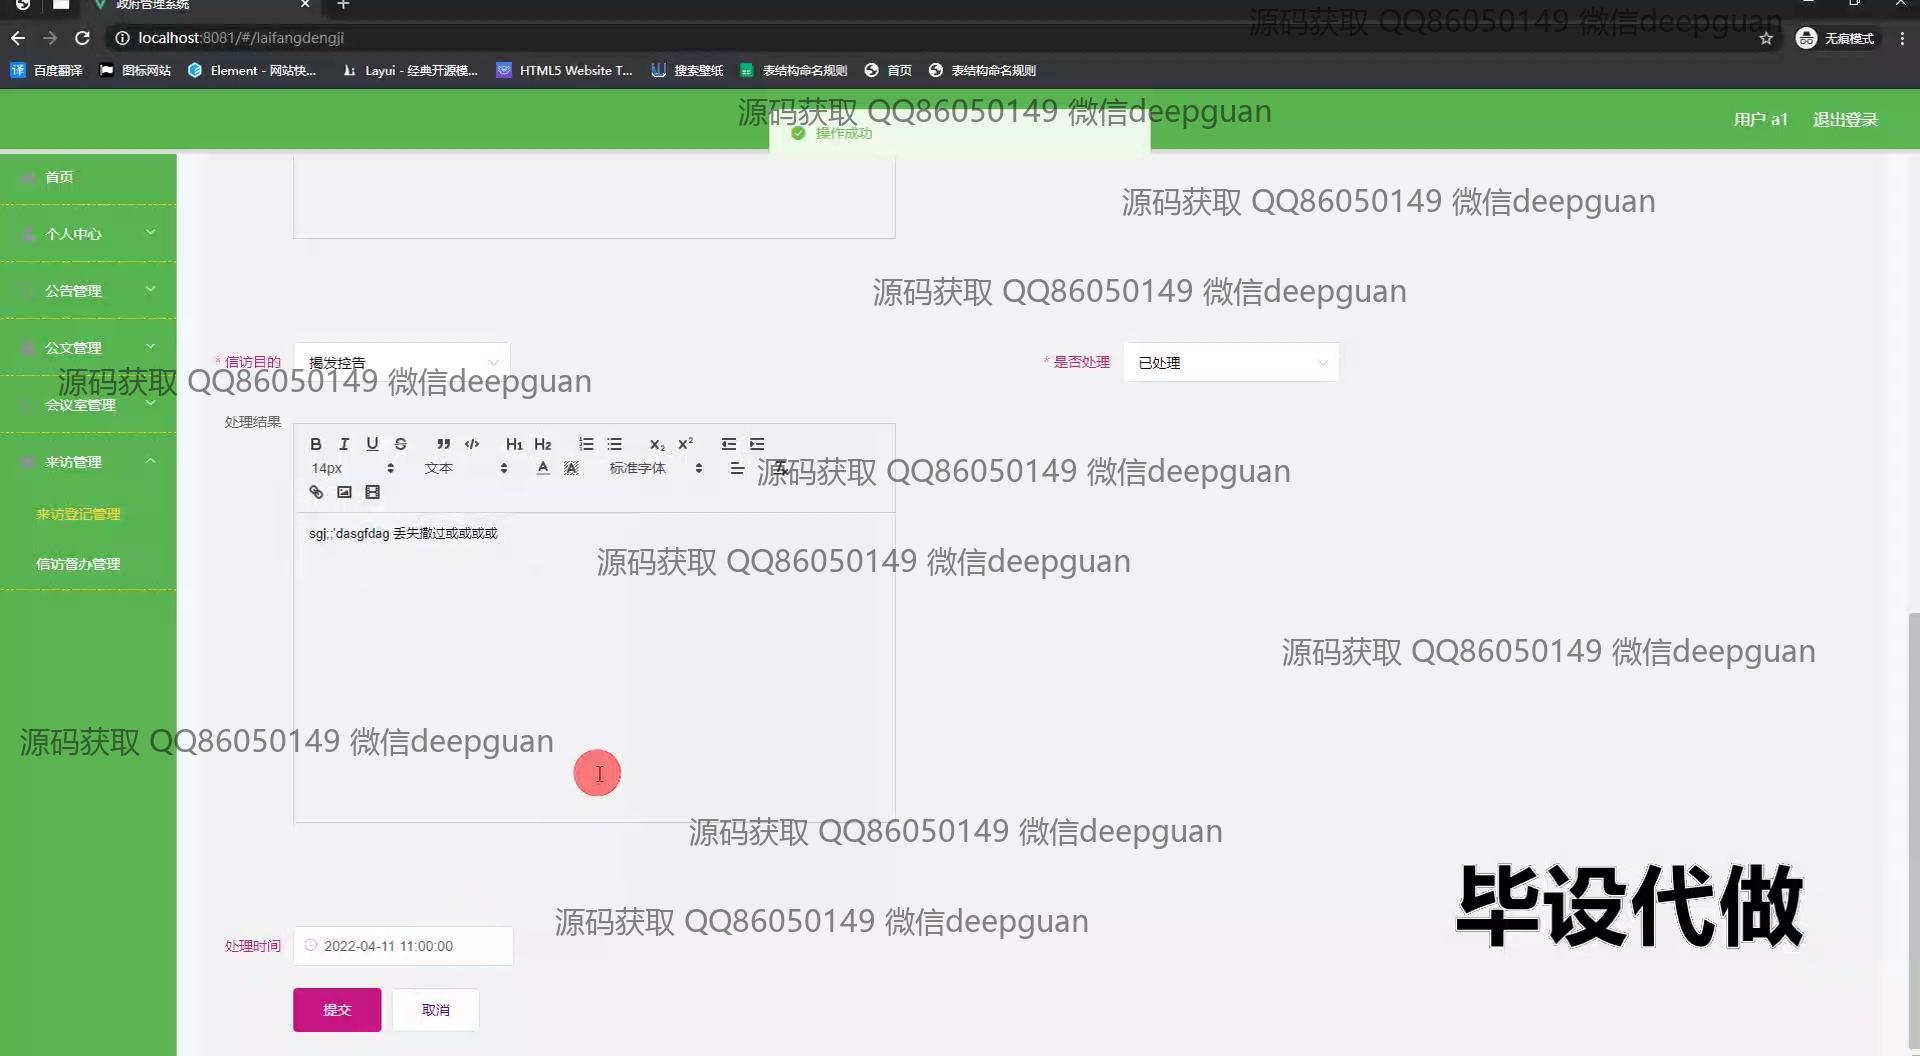 政府管理系统
localhost:8081/#/laifangdengji
无痕模式
百度翻译
图标网站
Element - 网站快...
Layui - 经典开源模...
HTML5 Website T...
搜索壁纸
表结构命名规则
首页
表结构命名规则
源码获取 QQ86050149 微信deepguan
源码获取 QQ86050149 微信deepguan
操作成功
用户 a1
退出登录
首页
个人中心
公告管理
公文管理
会议室管理
来访管理
来访登记管理
信访督办管理
源码获取 QQ86050149 微信deepguan
源码获取 QQ86050149 微信deepguan
* 信访目的
揭发控告
* 是否处理
已处理
源码获取 QQ86050149 微信deepguan
处理结果
B I U S H1 H2 X2 X2
14px
文本
标准字体
源码获取 QQ86050149 微信deepguan
sgj;;'dasgfdag 丢失撒过或或或或
源码获取 QQ86050149 微信deepguan
源码获取 QQ86050149 微信deepguan
源码获取 QQ86050149 微信deepguan
源码获取 QQ86050149 微信deepguan
毕设代做
源码获取 QQ86050149 微信deepguan
处理时间
2022-04-11 11:00:00
提交
取消